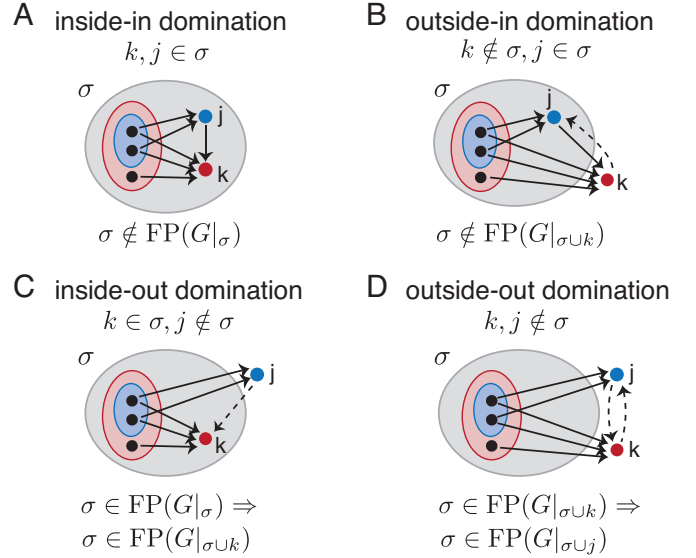 A inside-in domination
k, j ∈ σ
σ
j
k
σ ∉ FP(G|σ)
B outside-in domination
k ∉ σ, j ∈ σ
σ
j
k
σ ∉ FP(G|σ∪k)
C inside-out domination
k ∈ σ, j ∉ σ
σ
j
k
σ ∈ FP(G|σ) ⇒
σ ∈ FP(G|σ∪k)
D outside-out domination
k, j ∉ σ
σ
j
k
σ ∈ FP(G|σ∪k) ⇒
σ ∈ FP(G|σ∪j)